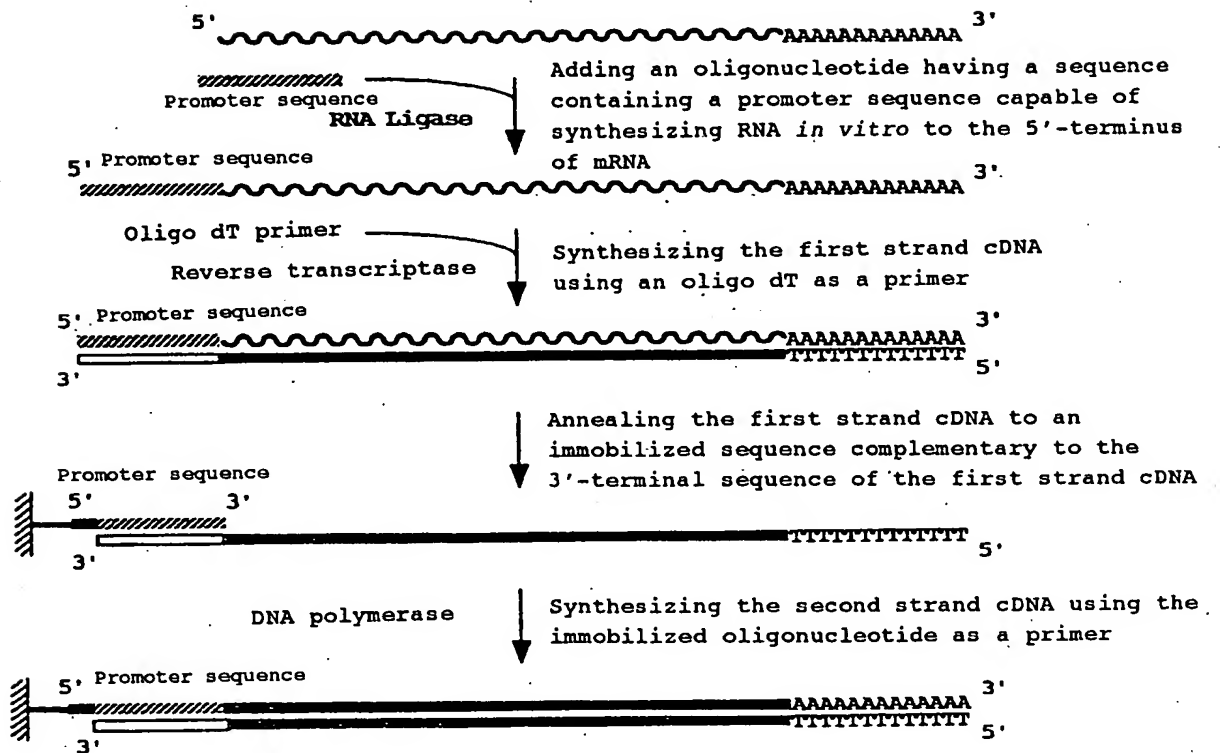 5' AAAAAAAAAAAAA 3'
Promoter sequence
RNA Ligase
Adding an oligonucleotide having a sequence
containing a promoter sequence capable of
synthesizing RNA in vitro to the 5'-terminus
of mRNA
5' Promoter sequence
AAAAAAAAAAAAA 3'
Oligo dT primer
Reverse transcriptase
Synthesizing the first strand cDNA
using an oligo dT as a primer
5' Promoter sequence
AAAAAAAAAAAAA 3'
3' TTTTTTTTTTTTT 5'
Annealing the first strand cDNA to an
immobilized sequence complementary to the
3'-terminal sequence of the first strand cDNA
Promoter sequence
5' 3'
3' TTTTTTTTTTTTT 5'
DNA polymerase
Synthesizing the second strand cDNA using the
immobilized oligonucleotide as a primer
5' Promoter sequence
AAAAAAAAAAAAA 3'
3' TTTTTTTTTTTTT 5'